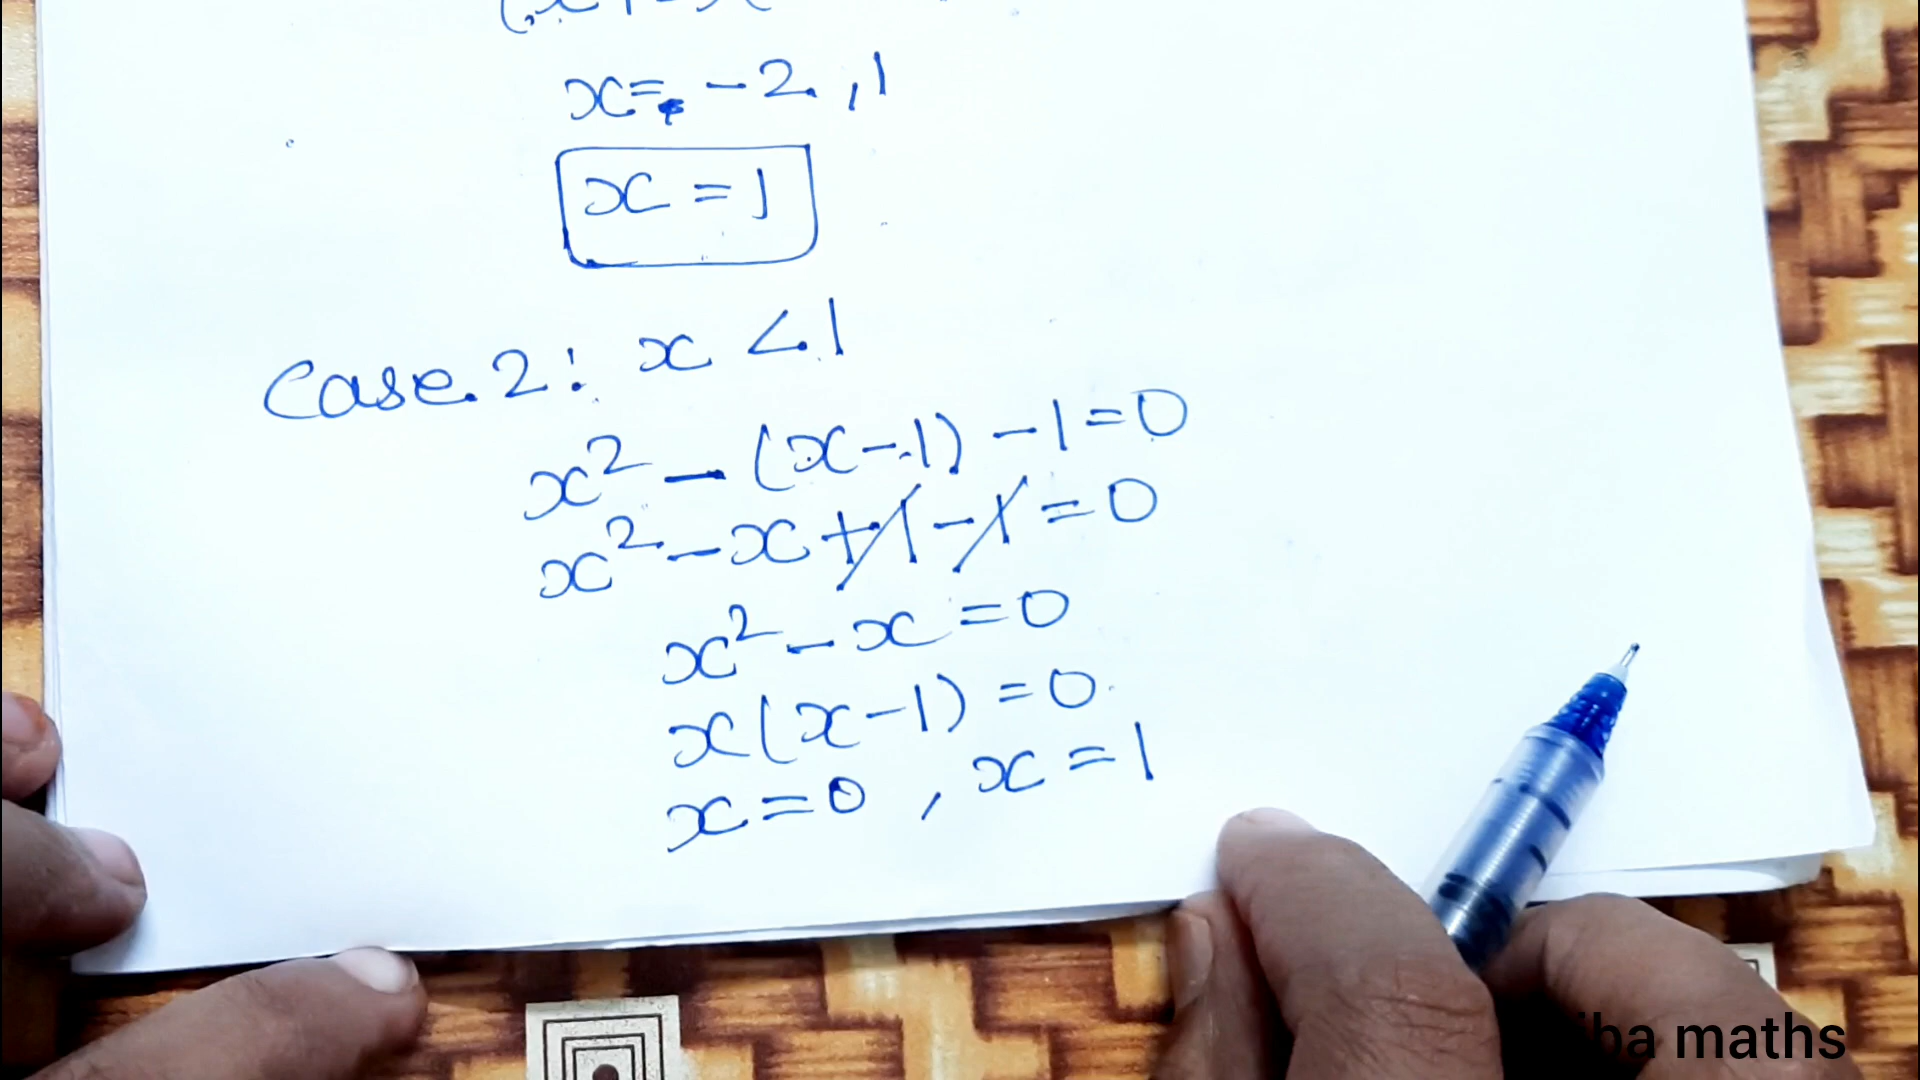 x = -2, 1
x = 1
Case 2: x < 1
x² - (x-1) - 1 = 0
x² - x + 1 - 1 = 0
x² - x = 0
x(x-1) = 0
x = 0, x = 1
maths